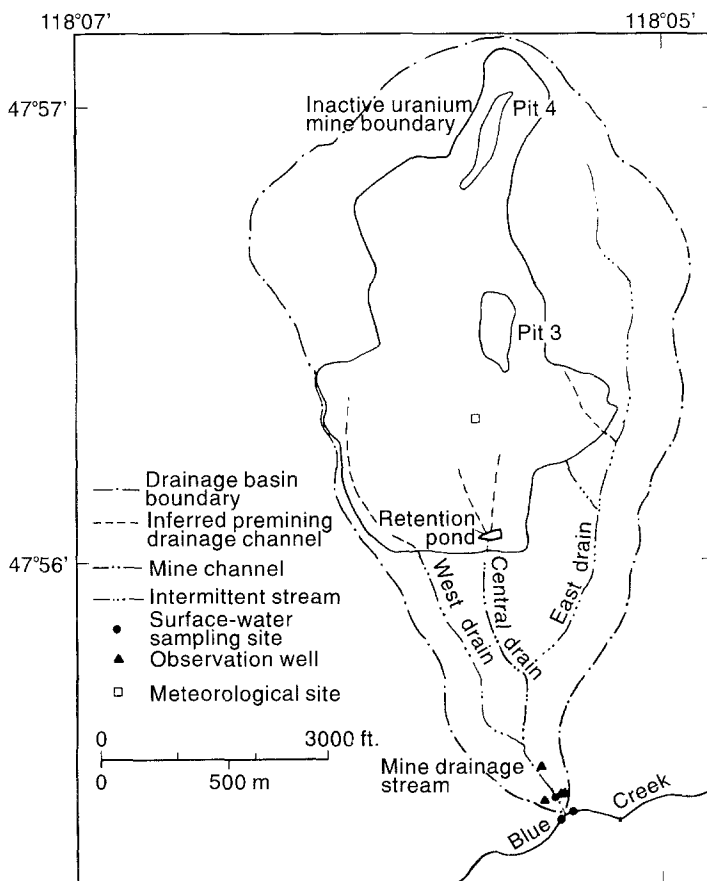 118°07'
118°05'
47°57'
Inactive uranium
mine boundary
Pit 4
Pit 3
Drainage basin
boundary
Inferred premining
drainage channel
Mine channel
Intermittent stream
Surface-water
sampling site
Observation well
Meteorological site
Retention
pond
47°56'
West drain
Central drain
East drain
0 3000 ft.
0 500 m
Mine drainage
stream
Blue Creek